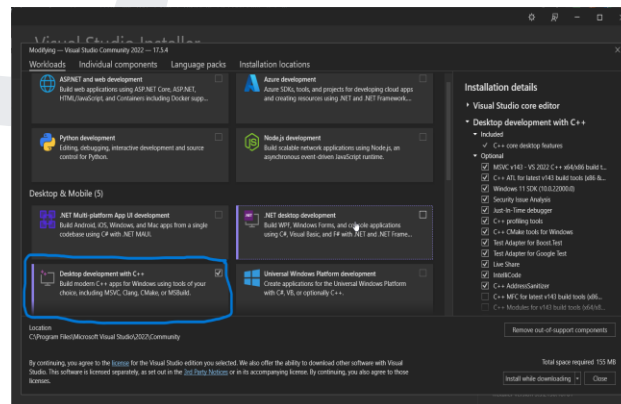 Visual Studio Installer
Modifying — Visual Studio Community 2022 — 17.5.4
Workloads Individual components Language packs Installation locations
ASP.NET and web development
Build web applications using ASP.NET Core, ASP.NET,
HTML/JavaScript, and Containers including Docker supp...
Azure development
Azure SDKs, tools, and projects for developing cloud apps
and creating resources using .NET and .NET Framework...
Python development
Editing, debugging, interactive development and source
control for Python.
Node.js development
Build scalable network applications using Node.js, an
asynchronous event-driven JavaScript runtime.
Desktop & Mobile (5)
.NET Multi-platform App UI development
Build Android, iOS, Windows, and Mac apps from a single
codebase using C# with .NET MAUI.
.NET desktop development
Build WPF, Windows Forms, and console applications
using C#, Visual Basic, and F# with .NET and .NET Frame...
Desktop development with C++
Build modern C++ apps for Windows using tools of your
choice, including MSVC, Clang, CMake, or MSBuild.
Universal Windows Platform development
Create applications for the Universal Windows Platform
with C#, VB, or optionally C++.
Installation details
Visual Studio core editor
Desktop development with C++
Included
C++ core desktop features
Optional
MSVC v143 - VS 2022 C++ x64/x86 build t...
C++ ATL for latest v143 build tools (x86 &...
Windows 11 SDK (10.0.22000.0)
Security Issue Analysis
Just-In-Time debugger
C++ profiling tools
C++ CMake tools for Windows
Test Adapter for Boost.Test
Test Adapter for Google Test
Live Share
IntelliCode
C++ AddressSanitizer
C++ MFC for latest v143 build tools (x86...
C++ Modules for v143 build tools (x64/x8...
Location
C:\Program Files\Microsoft Visual Studio\2022\Community
Remove out-of-support components
By continuing, you agree to the license for the Visual Studio edition you selected. We also offer the ability to download other software with Visual
Studio. This software is licensed separately, as set out in the 3rd Party Notices or in its accompanying license. By continuing, you also agree to those
licenses.
Total space required 155 MB
Install while downloading Close